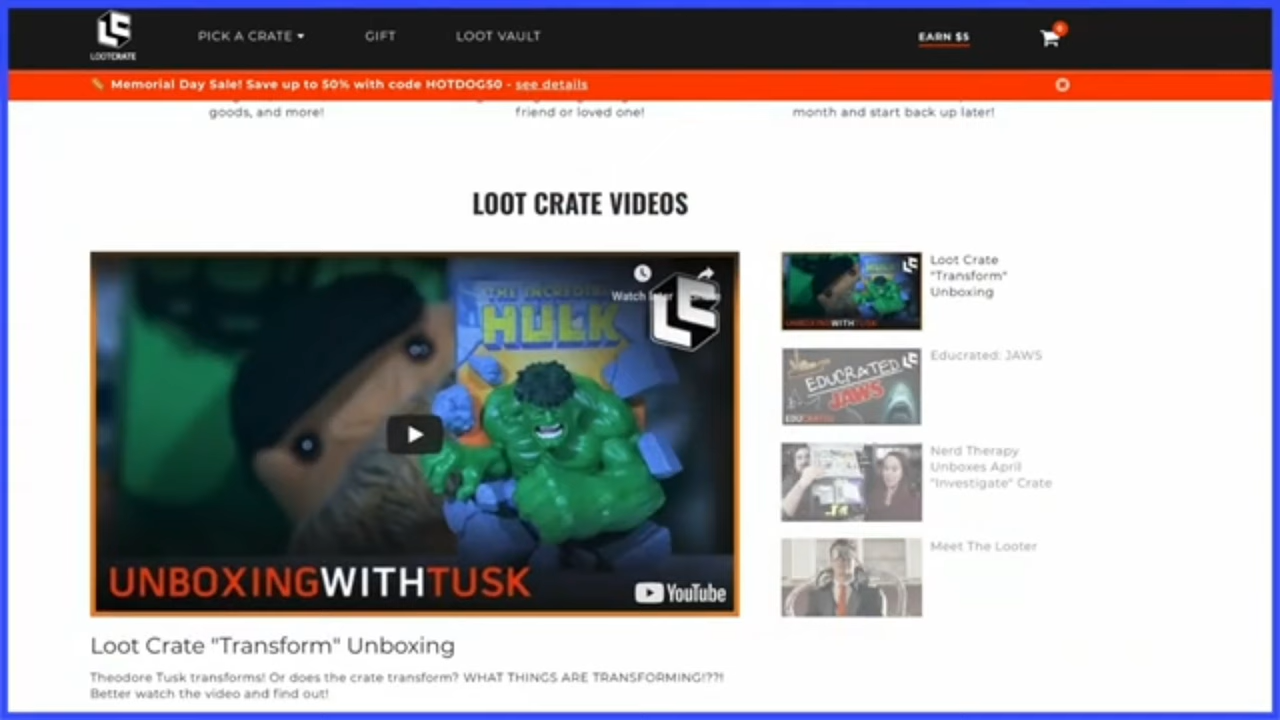 LOOTCRATE
PICK A CRATE
GIFT
LOOT VAULT
EARN $5
Memorial Day Sale! Save up to 50% with code HOTDOG50 - see details
goods, and more!
friend or loved one!
month and start back up later!
LOOT CRATE VIDEOS
Watch later
THE INCREDIBLE
HULK
UNBOXINGWITHTUSK
YouTube
Loot Crate "Transform" Unboxing
Theodore Tusk transforms! Or does the crate transform? WHAT THINGS ARE TRANSFORMING!??!
Better watch the video and find out!
HULK
UNBOXINGWITHTUSK
Loot Crate
"Transform"
Unboxing
EDUCRATED
JAWS
Educrated: JAWS
Nerd Therapy
Unboxes April
"Investigate" Crate
Meet The Looter